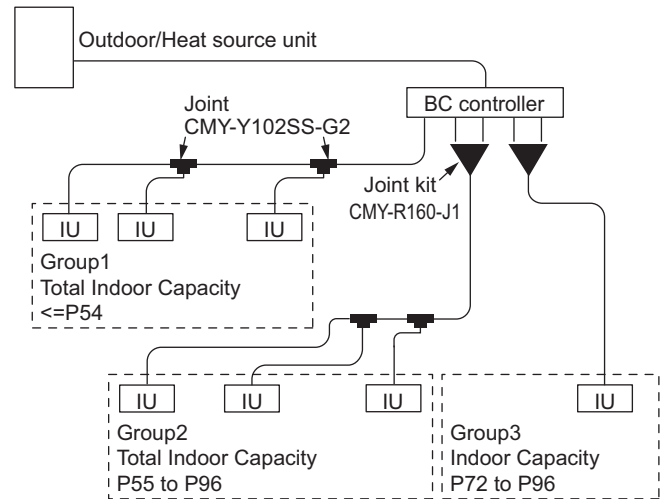 Outdoor/Heat source unit
BC controller
Joint
CMY-Y102SS-G2
Joint kit
CMY-R160-J1
IU
IU
IU
Group1
Total Indoor Capacity
<=P54
IU
IU
IU
Group2
Total Indoor Capacity
P55 to P96
IU
Group3
Indoor Capacity
P72 to P96